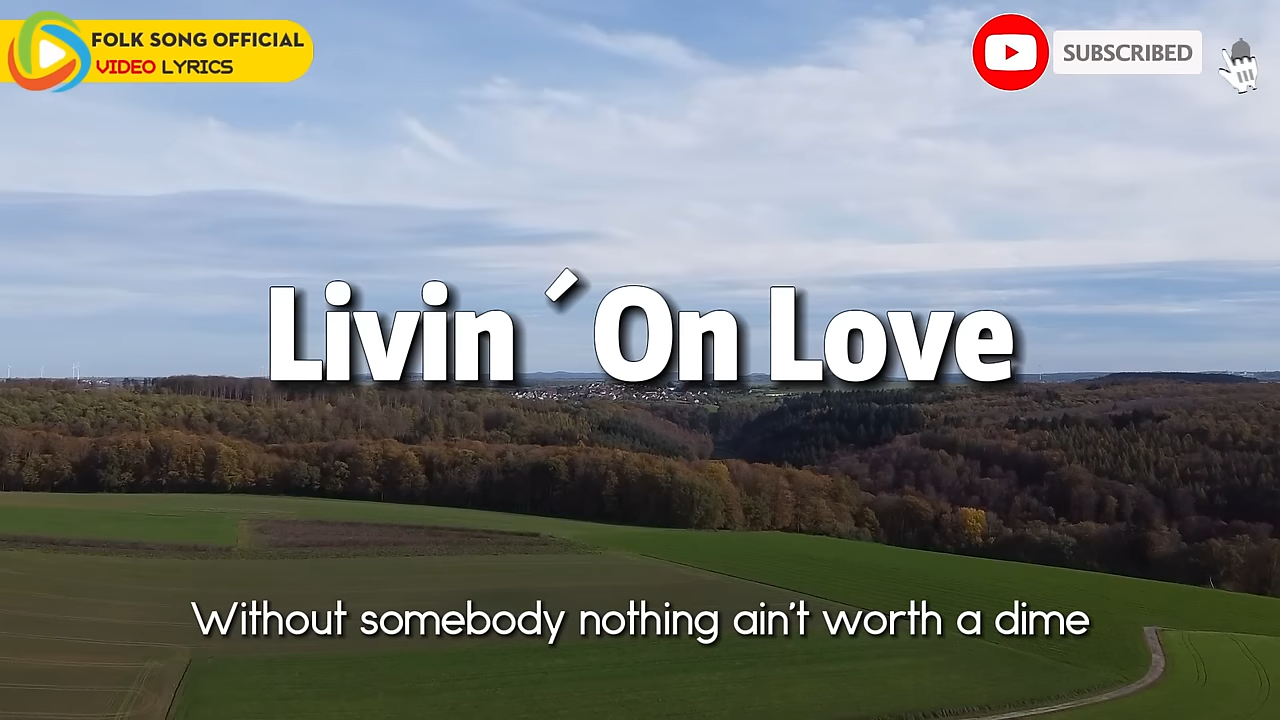 FOLK SONG OFFICIAL
VIDEO LYRICS
SUBSCRIBED
Livin ´On Love
Without somebody nothing ain't worth a dime